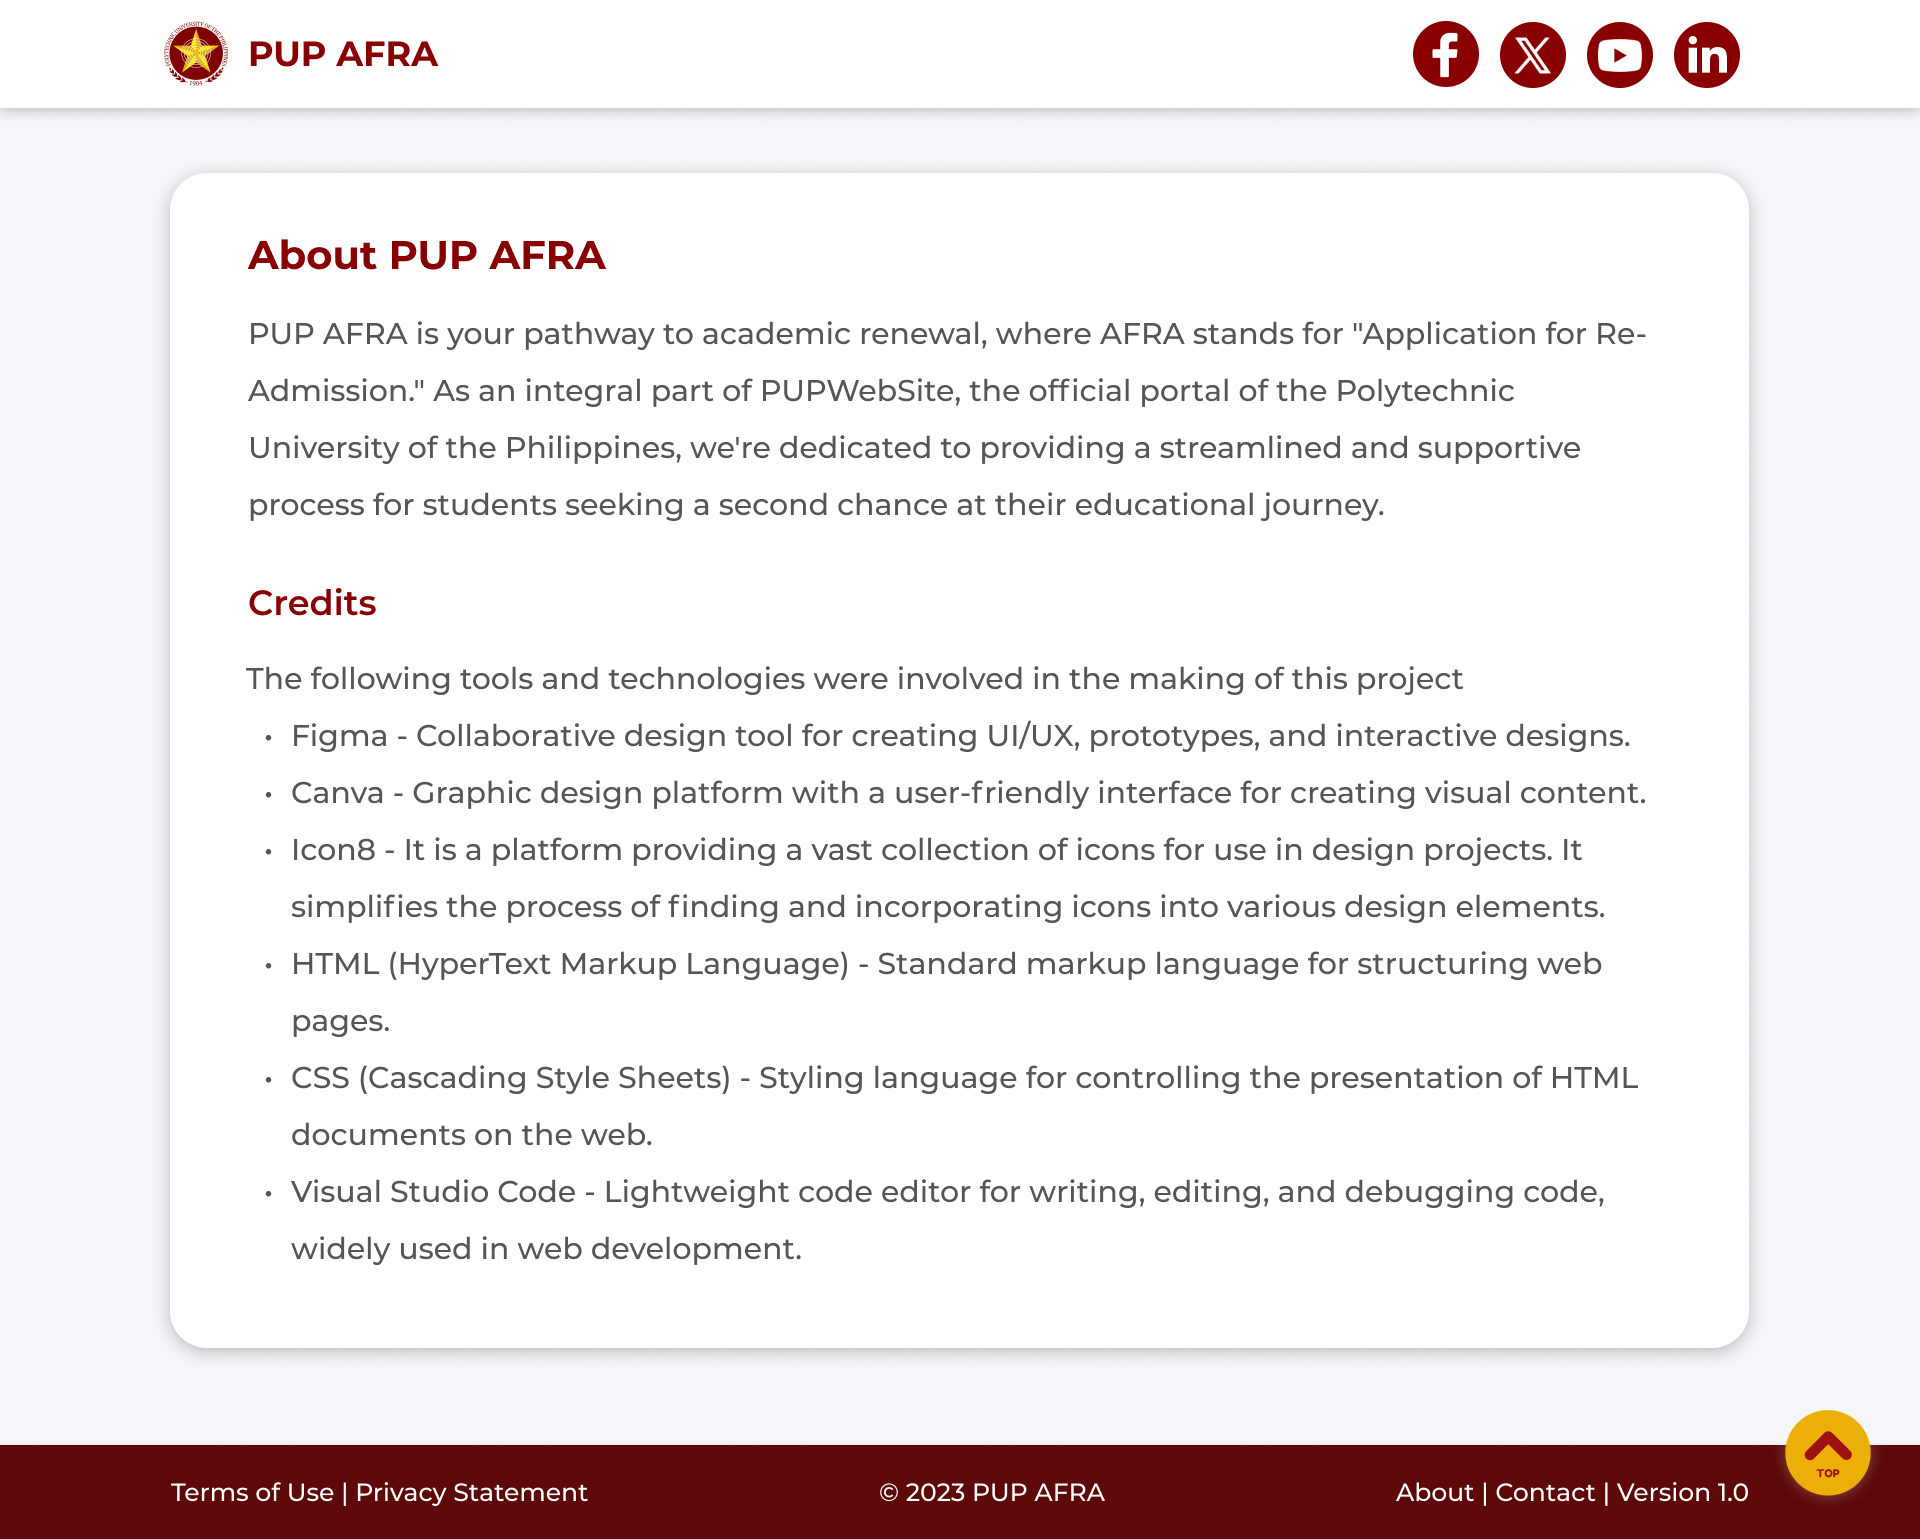 POLYTECHNIC UNIVERSITY OF THE PHILIPPINES
1904
PUP AFRA
About PUP AFRA
PUP AFRA is your pathway to academic renewal, where AFRA stands for "Application for Re-
Admission." As an integral part of PUPWebSite, the official portal of the Polytechnic
University of the Philippines, we're dedicated to providing a streamlined and supportive
process for students seeking a second chance at their educational journey.
Credits
The following tools and technologies were involved in the making of this project
• Figma - Collaborative design tool for creating UI/UX, prototypes, and interactive designs.
• Canva - Graphic design platform with a user-friendly interface for creating visual content.
• Icon8 - It is a platform providing a vast collection of icons for use in design projects. It
simplifies the process of finding and incorporating icons into various design elements.
• HTML (HyperText Markup Language) - Standard markup language for structuring web
pages.
• CSS (Cascading Style Sheets) - Styling language for controlling the presentation of HTML
documents on the web.
• Visual Studio Code - Lightweight code editor for writing, editing, and debugging code,
widely used in web development.
TOP
Terms of Use | Privacy Statement
© 2023 PUP AFRA
About | Contact | Version 1.0